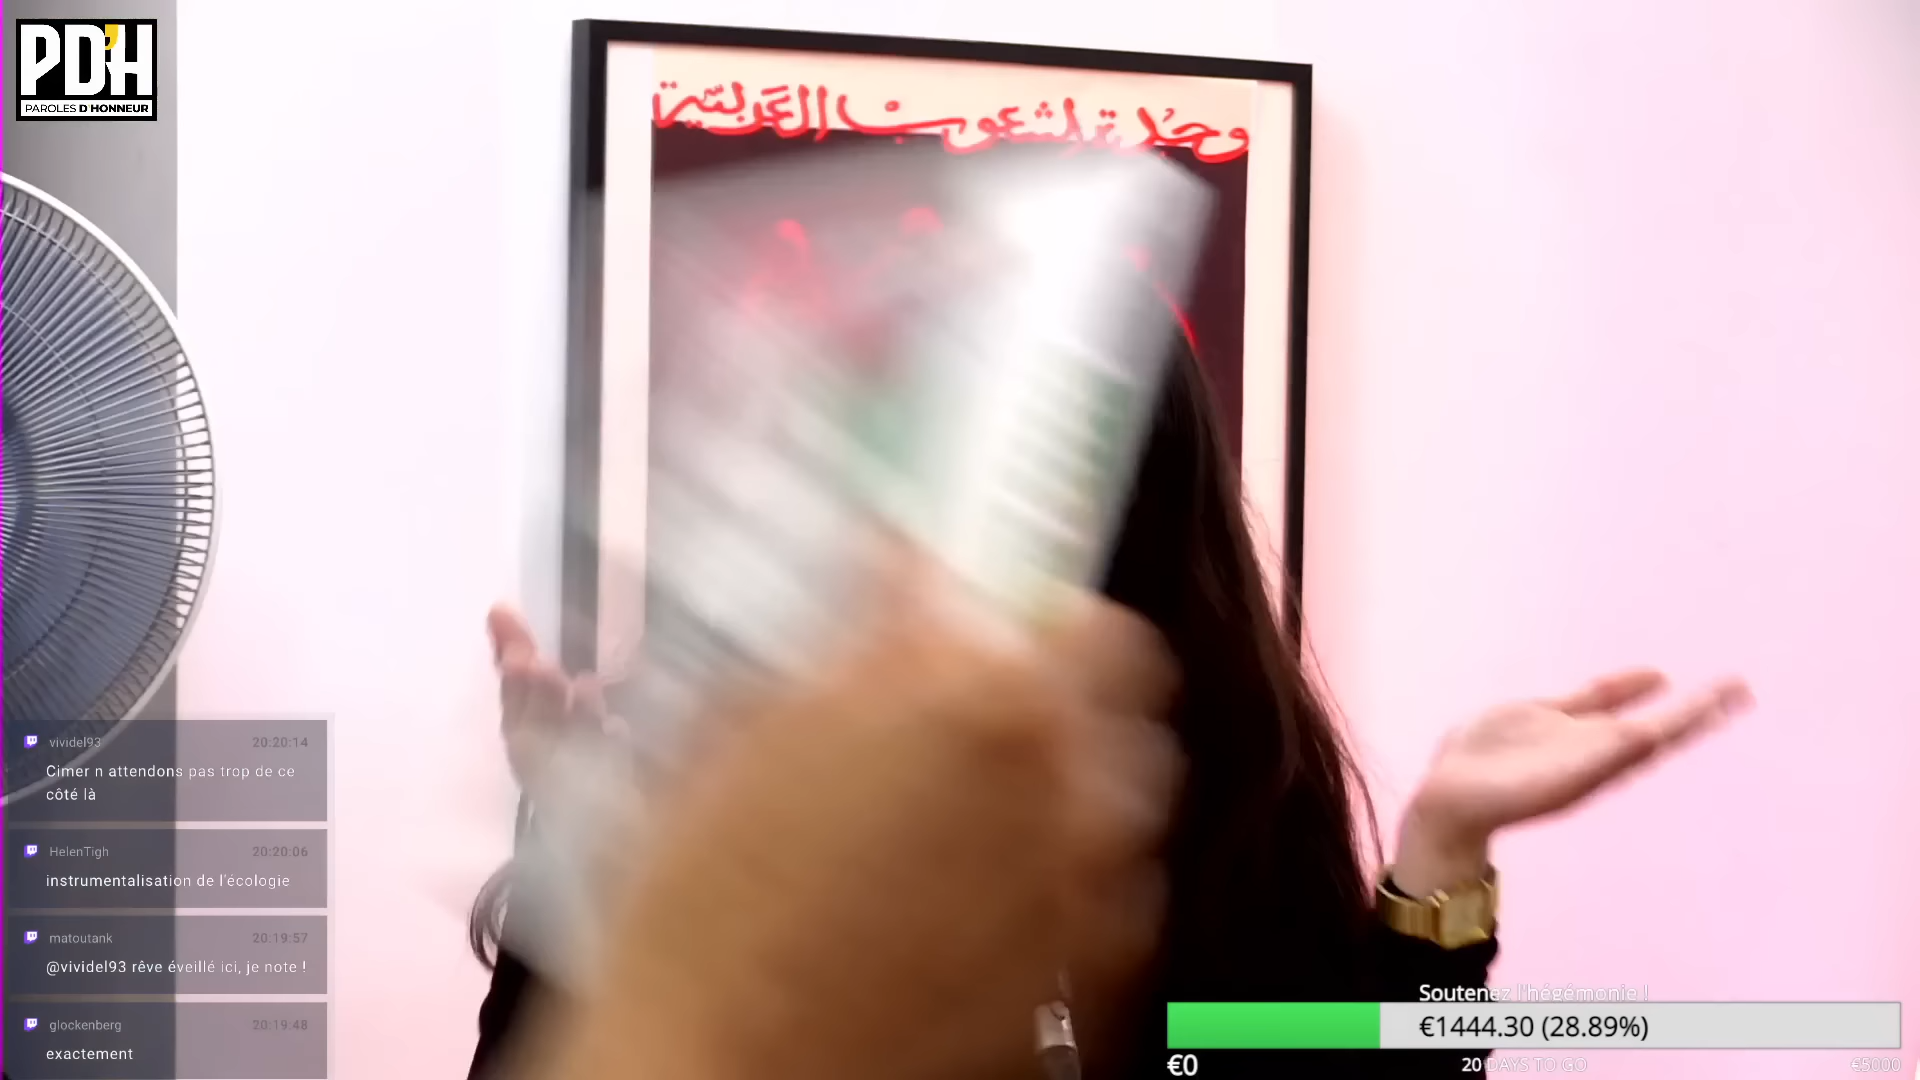 PD'H
PAROLES D'HONNEUR
وحدة الشعوب العربية
vividel93 20:20:14
Cimer n attendons pas trop de ce
côté là
HelenTigh 20:20:06
instrumentalisation de l'écologie
matoutank 20:19:57
@vividel93 rêve éveillé ici, je note !
glockenberg 20:19:48
exactement
Soutenez l'hégémonie !
€1444.30 (28.89%)
€0 20 DAYS TO GO €5000